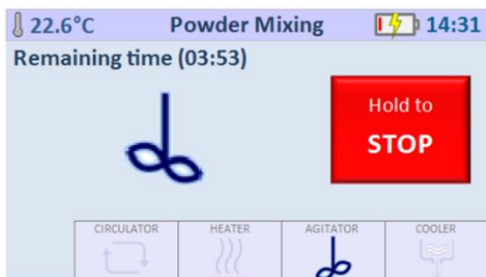 22.6°C Powder Mixing 14:31
Remaining time (03:53)
Hold to
STOP
CIRCULATOR HEATER AGITATOR COOLER